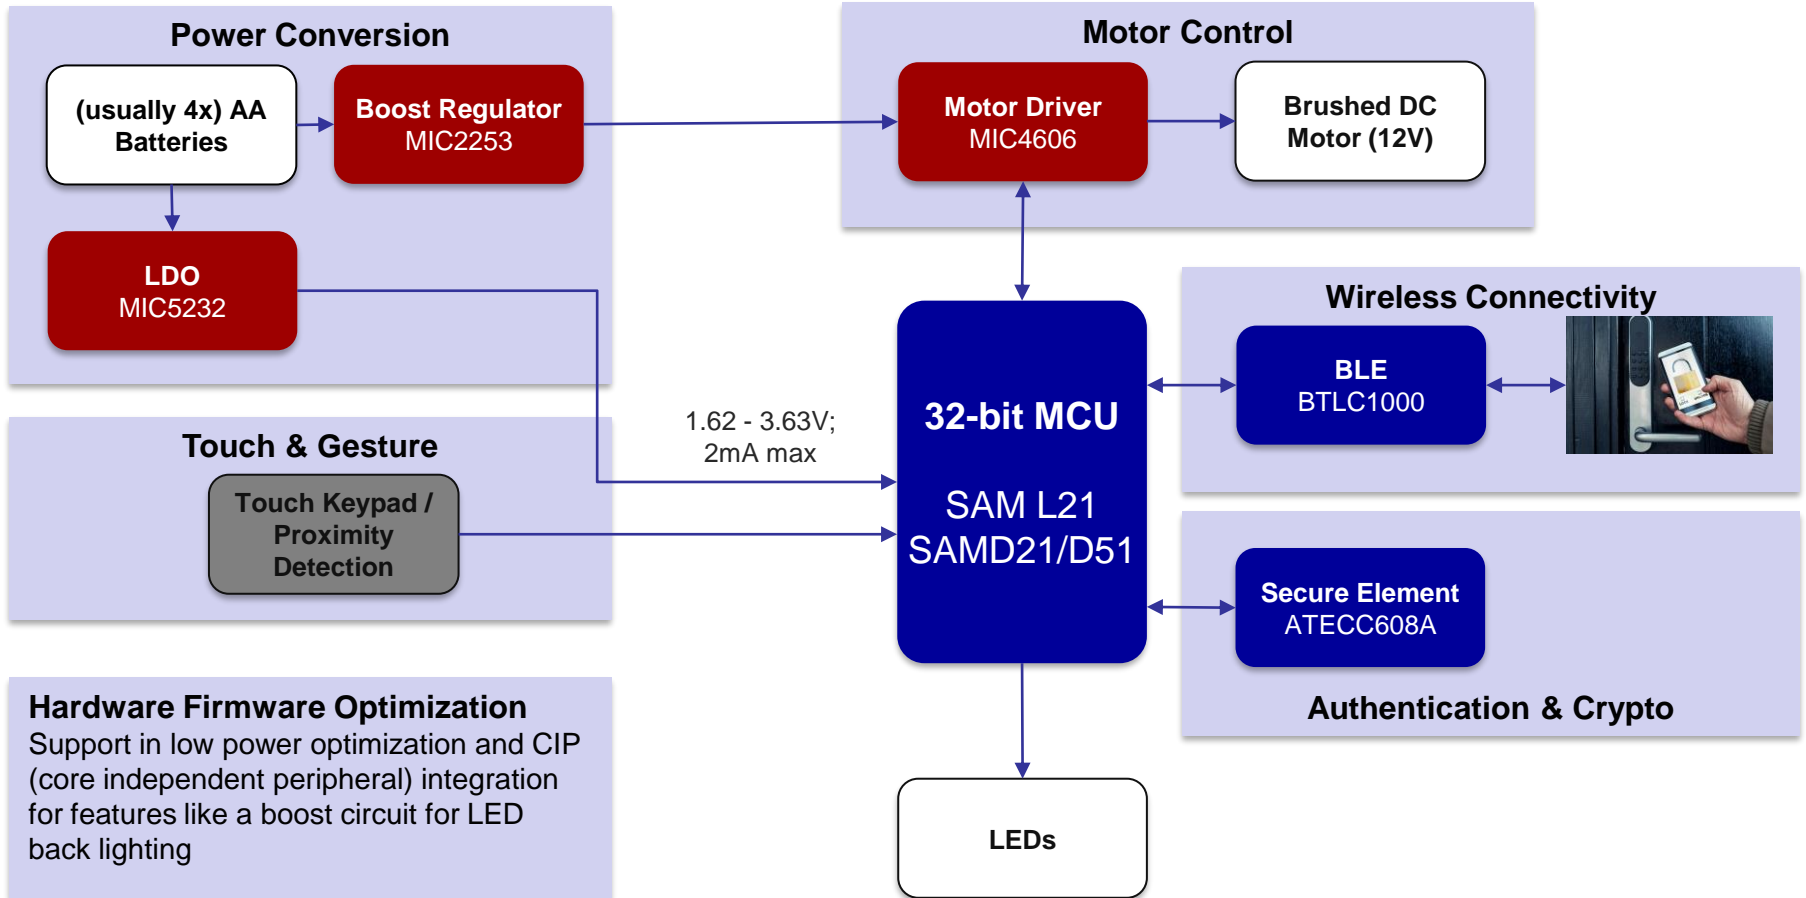 Power Conversion
(usually 4x) AA
Batteries
Boost Regulator
MIC2253
LDO
MIC5232
Motor Control
Motor Driver
MIC4606
Brushed DC
Motor (12V)
Touch & Gesture
Touch Keypad /
Proximity
Detection
1.62 - 3.63V;
2mA max
32-bit MCU
SAM L21
SAMD21/D51
Wireless Connectivity
BLE
BTLC1000
Secure Element
ATECC608A
Authentication & Crypto
Hardware Firmware Optimization
Support in low power optimization and CIP
(core independent peripheral) integration
for features like a boost circuit for LED
back lighting
LEDs